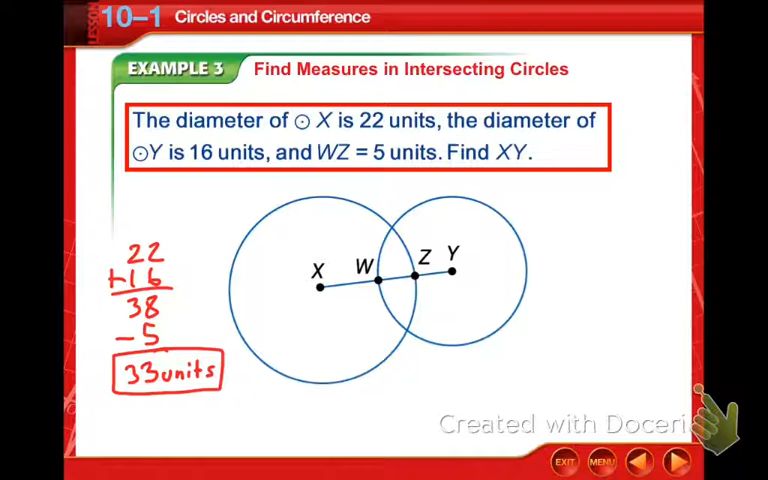 LESSON 10–1 Circles and Circumference
EXAMPLE 3 Find Measures in Intersecting Circles
The diameter of ⊙ X is 22 units, the diameter of
⊙Y is 16 units, and WZ = 5 units. Find XY.
X W Z Y
22
+16
38
-5
33units
Created with Doceri
EXIT MENU